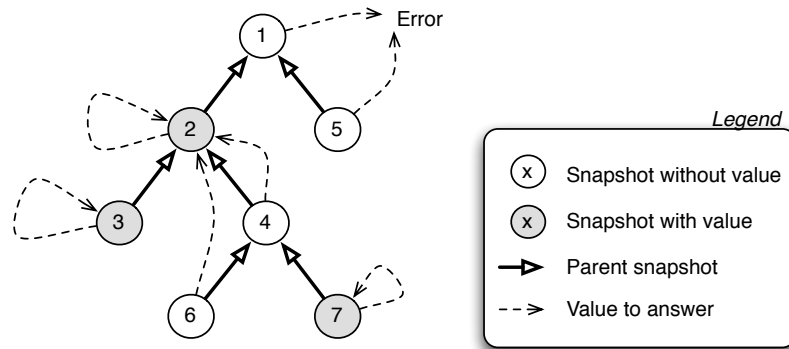 1
Error
2
5
3
4
6
7
Legend
x Snapshot without value
x Snapshot with value
Parent snapshot
Value to answer